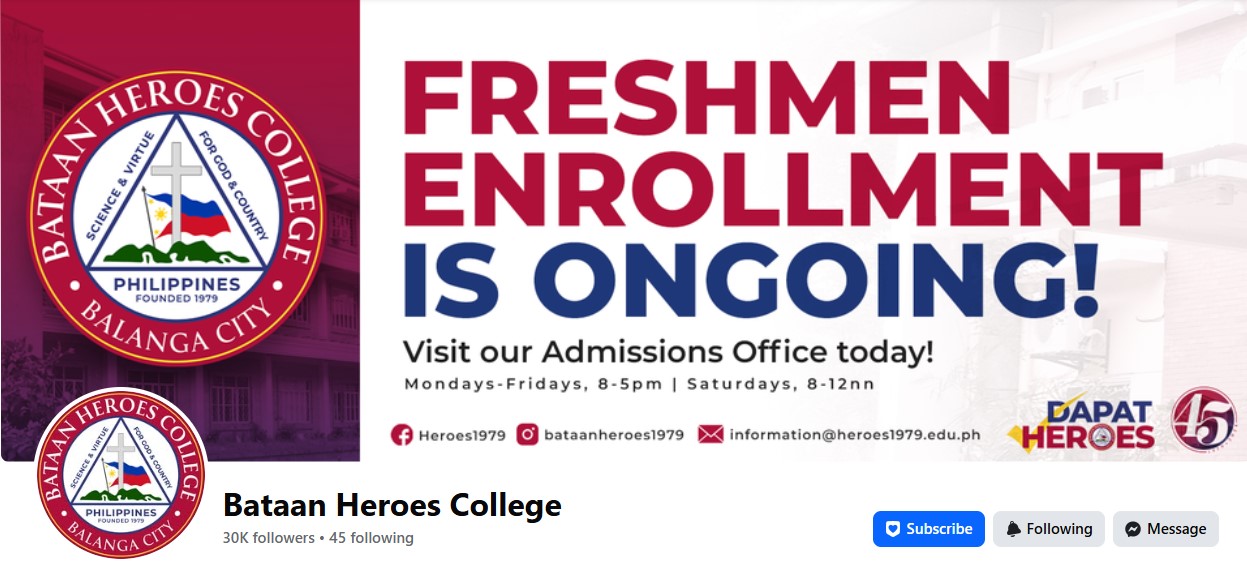 BATAAN HEROES COLLEGE
SCIENCE & VIRTUE
FOR GOD & COUNTRY
PHILIPPINES
FOUNDED 1979
BALANGA CITY
FRESHMEN
ENROLLMENT
IS ONGOING!
Visit our Admissions Office today!
Mondays-Fridays, 8-5pm | Saturdays, 8-12nn
Heroes1979 bataanheroes1979 information@heroes1979.edu.ph
DAPAT
HEROES
45
BATAAN HEROES COLLEGE
SCIENCE & VIRTUE
FOR GOD & COUNTRY
PHILIPPINES
FOUNDED 1979
BALANGA CITY
Bataan Heroes College
30K followers • 45 following
Subscribe Following Message